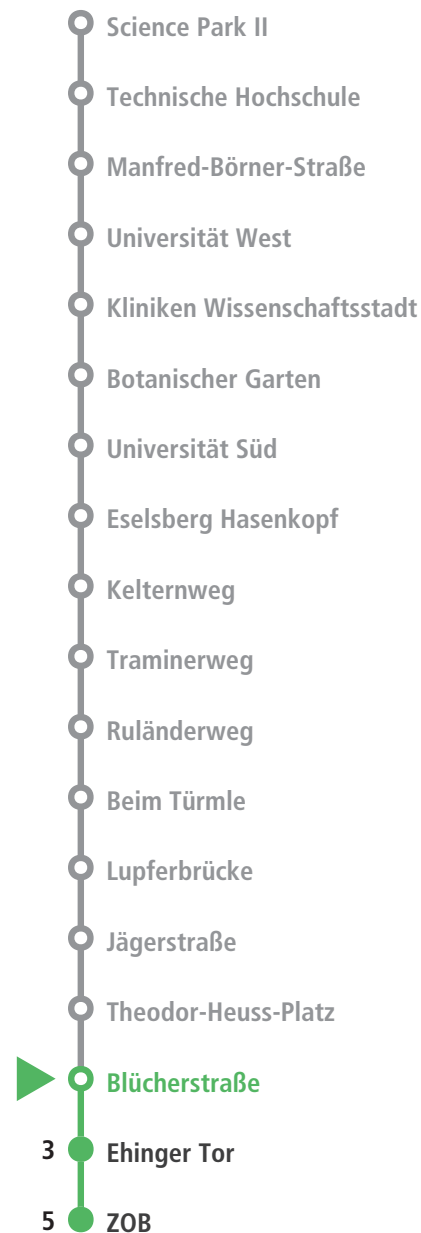 Science Park II
Technische Hochschule
Manfred-Börner-Straße
Universität West
Kliniken Wissenschaftsstadt
Botanischer Garten
Universität Süd
Eselsberg Hasenkopf
Kelternweg
Traminerweg
Ruländerweg
Beim Türmle
Lupferbrücke
Jägerstraße
Theodor-Heuss-Platz
Blücherstraße
3 Ehinger Tor
5 ZOB